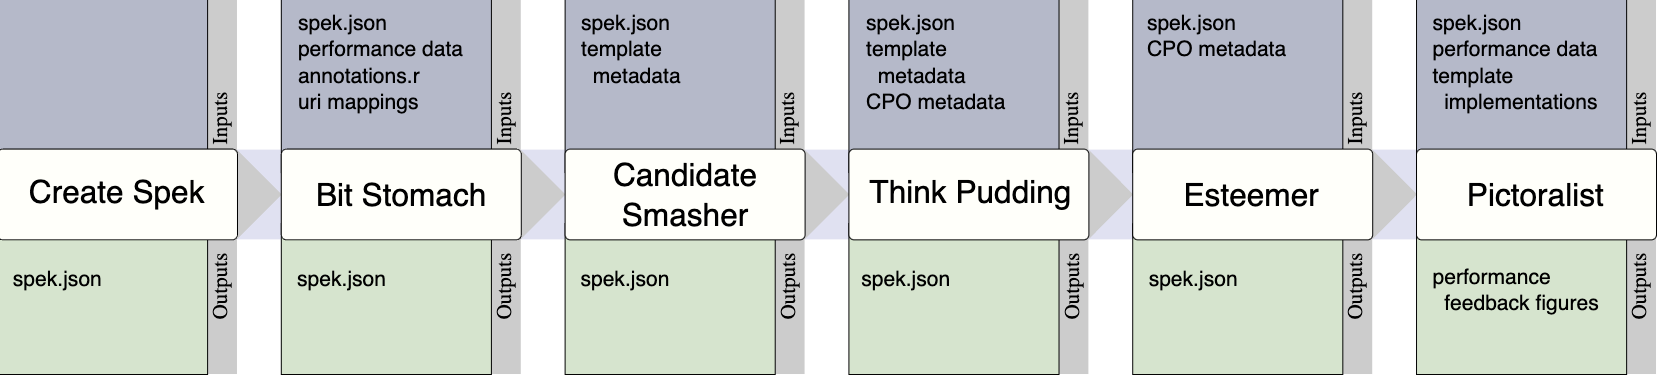 Inputs
Create Spek
spek.json
Outputs
spek.json
performance data
annotations.r
uri mappings
Inputs
Bit Stomach
spek.json
Outputs
spek.json
template
metadata
Inputs
Candidate
Smasher
spek.json
Outputs
spek.json
template
metadata
CPO metadata
Inputs
Think Pudding
spek.json
Outputs
spek.json
CPO metadata
Inputs
Esteemer
spek.json
Outputs
spek.json
performance data
template
implementations
Inputs
Pictoralist
performance
feedback figures
Outputs